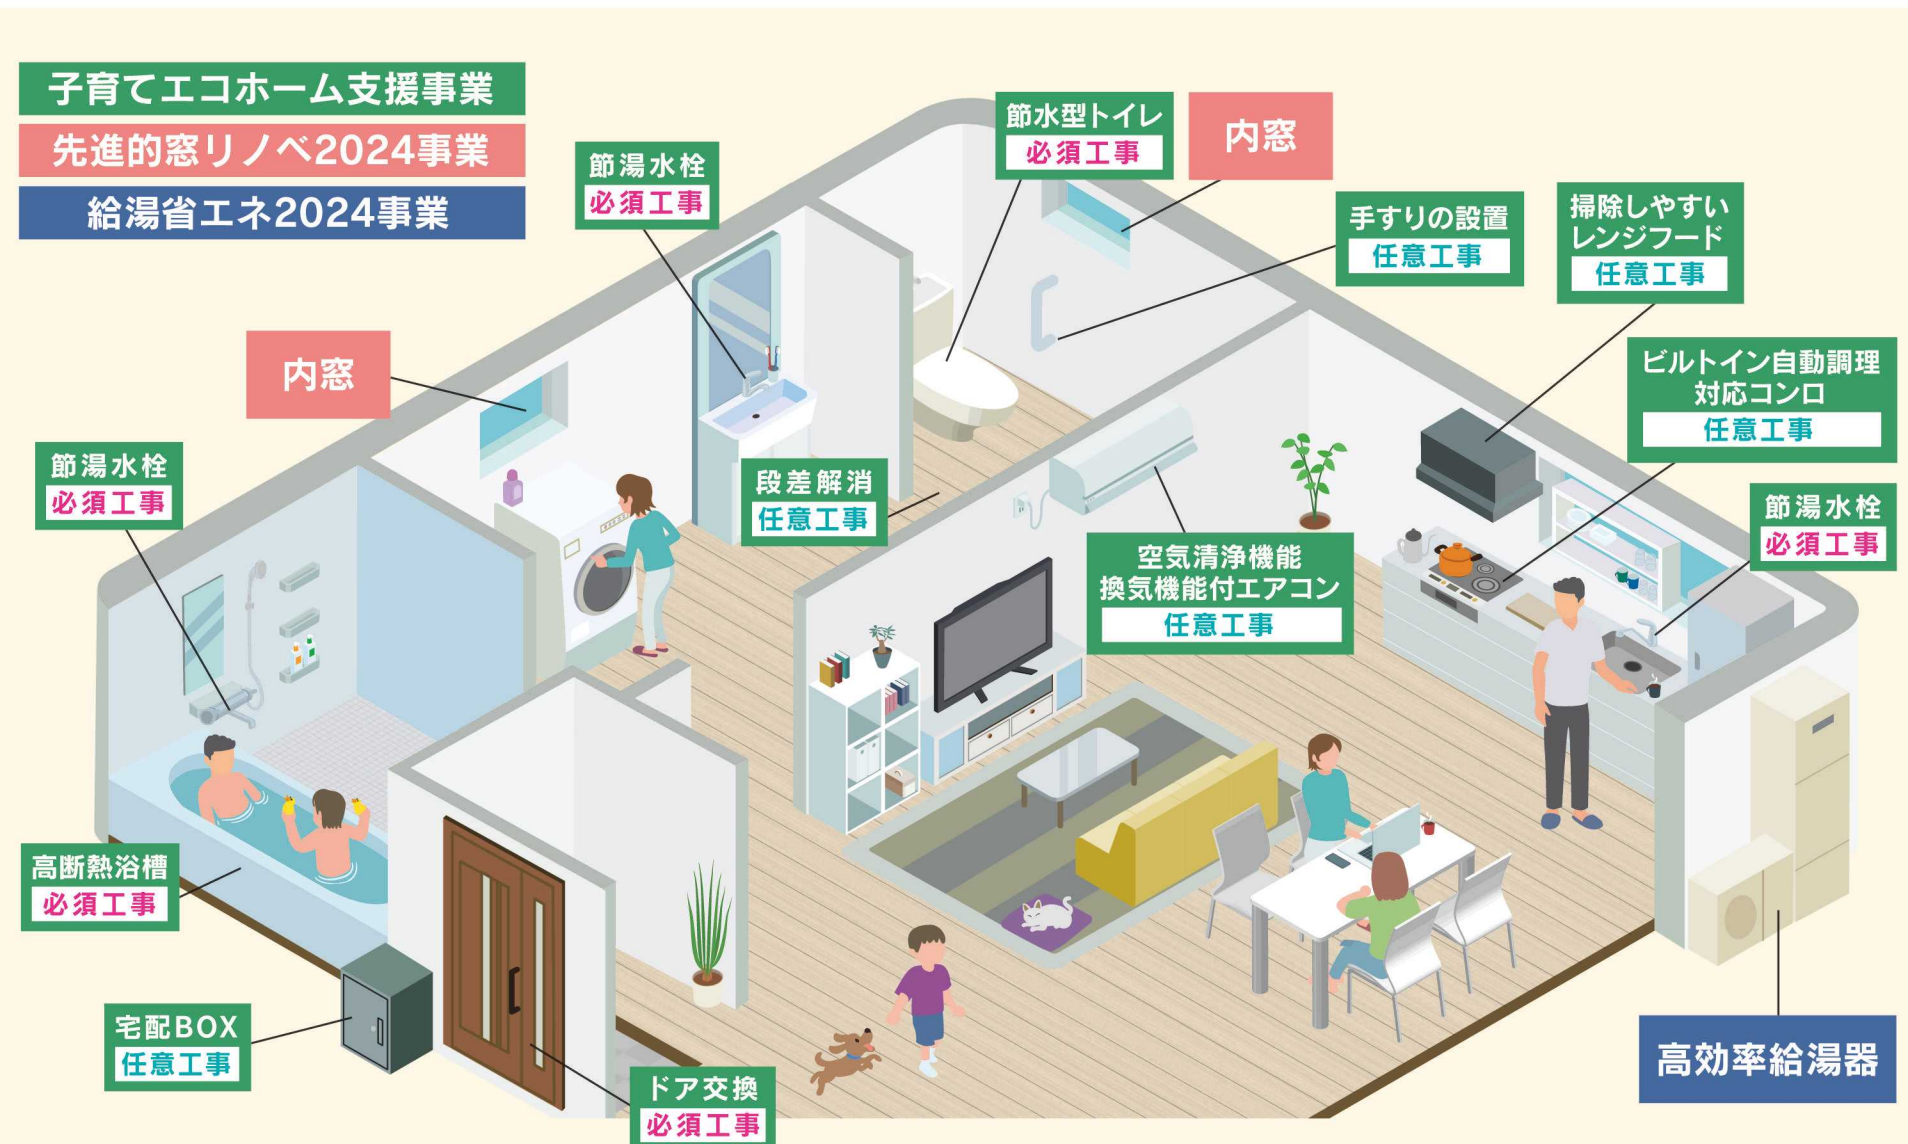 子育てエコホーム支援事業
先進的窓リノベ2024事業
給湯省エネ2024事業
節湯水栓
必須工事
節水型トイレ
必須工事
内窓
手すりの設置
任意工事
掃除しやすい
レンジフード
任意工事
内窓
ビルトイン自動調理
対応コンロ
任意工事
節湯水栓
必須工事
段差解消
任意工事
空気清浄機能
換気機能付エアコン
任意工事
節湯水栓
必須工事
高断熱浴槽
必須工事
宅配BOX
任意工事
ドア交換
必須工事
高効率給湯器